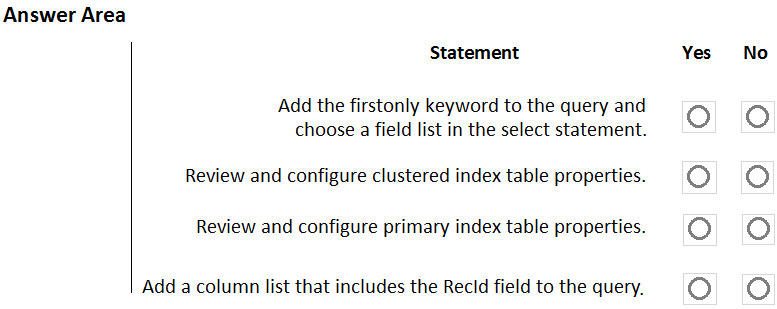 Answer Area
Statement Yes No
Add the firstonly keyword to the query and
choose a field list in the select statement.
Review and configure clustered index table properties.
Review and configure primary index table properties.
Add a column list that includes the RecId field to the query.